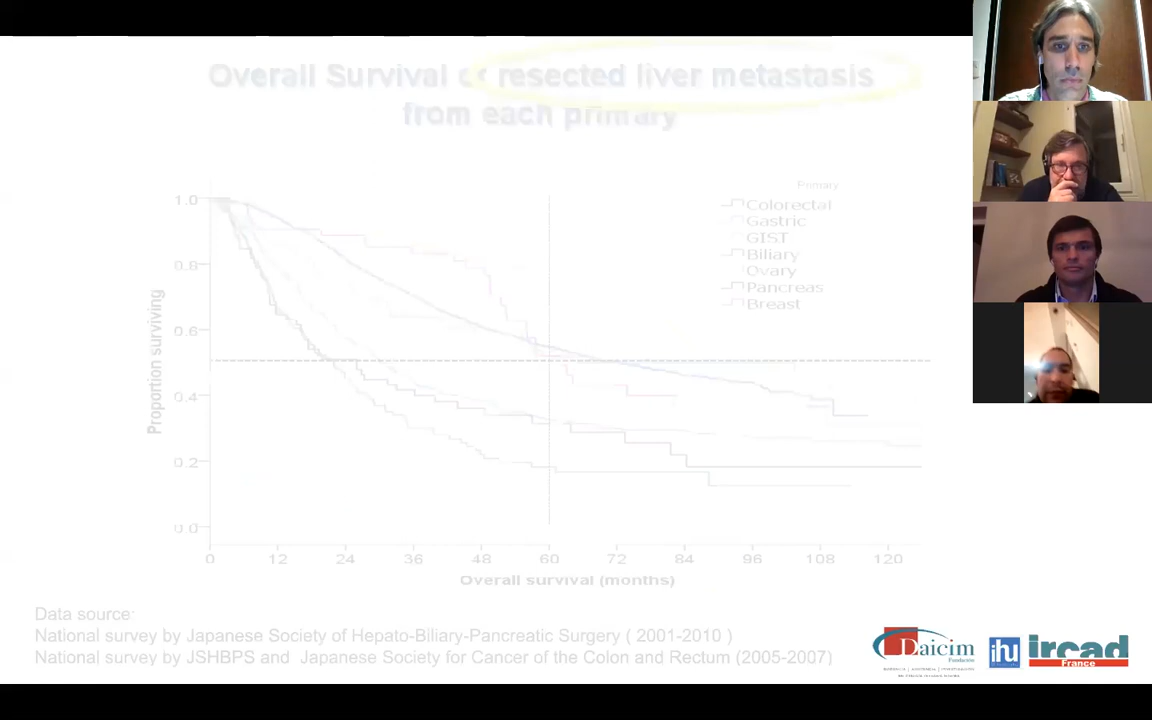 Overall Survival resected liver metastasis
from each primary
Primary
Colorectal
Gastric
GIST
Biliary
Ovary
Pancreas
Breast
1.0
0.8
0.6
0.4
0.2
0.0
Proportion surviving
0 12 24 36 48 60 72 84 96 108 120
Overall survival (months)
Data source:
National survey by Japanese Society of Hepato-Biliary-Pancreatic Surgery ( 2001-2010 )
National survey by JSHBPS and Japanese Society for Cancer of the Colon and Rectum (2005-2007)
Daicim
Fundación
ihu
ircad
France